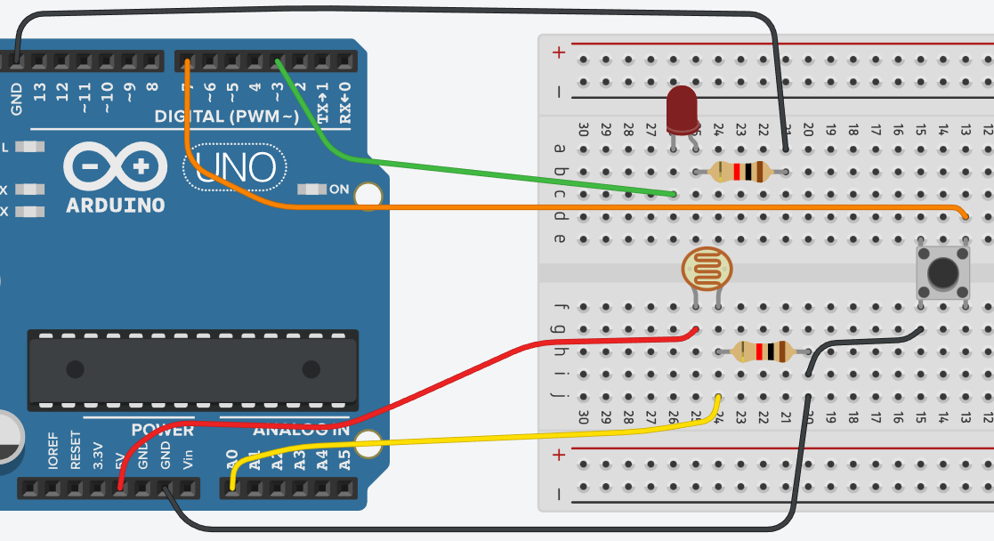 GND 13 12 ~11 ~10 ~9 8 7 ~6 ~5 4 ~3 2 TX→1 RX←0
DIGITAL (PWM~)
L
UNO
X
ON
X
ARDUINO
POWER
ANALOG IN
IOREF RESET 3.3V 5V GND GND Vin A0 A1 A2 A3 A4 A5
+
−
30 29 28 27 25 24 23 22 21 20 19 18 17 16 15 14 13
a
b
c
d
e
f
g
h
i
j
30 29 28 27 26 25 24 23 22 21 20 19 18 17 16 15 14 13
+
−